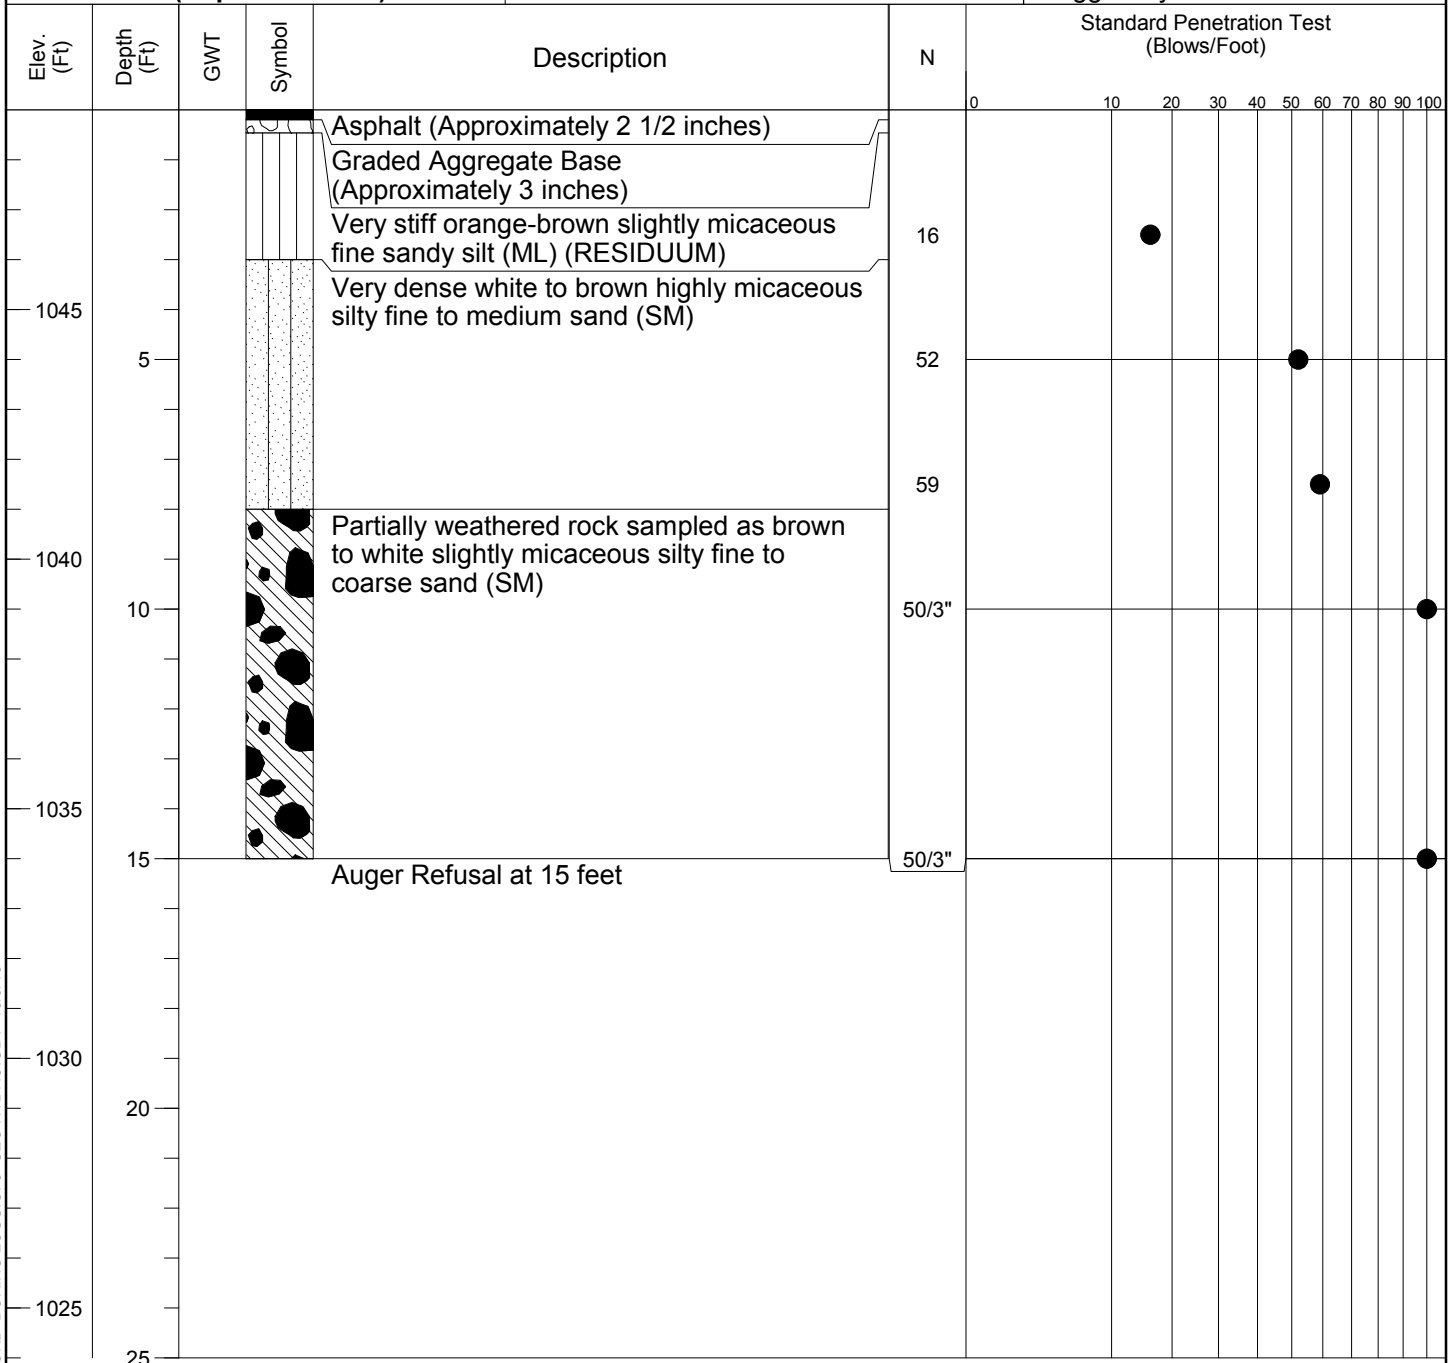 Elev. (Ft)
Depth (Ft)
GWT
Symbol
Description
N
Standard Penetration Test
(Blows/Foot)
0 10 20 30 40 50 60 70 80 90 100
Asphalt (Approximately 2 1/2 inches)
Graded Aggregate Base
(Approximately 3 inches)
Very stiff orange-brown slightly micaceous
fine sandy silt (ML) (RESIDUUM)
16
Very dense white to brown highly micaceous
silty fine to medium sand (SM)
1045
5
52
59
Partially weathered rock sampled as brown
to white slightly micaceous silty fine to
coarse sand (SM)
1040
10
50/3"
1035
15
50/3"
Auger Refusal at 15 feet
1030
20
1025
25